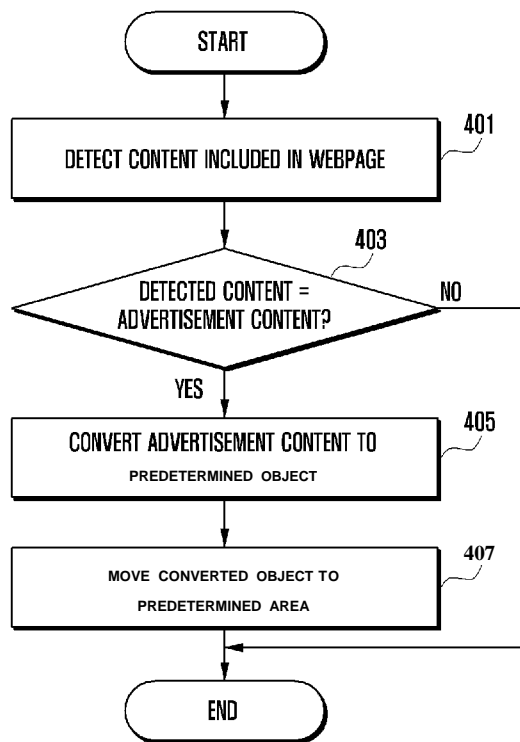 START
401
DETECT CONTENT INCLUDED IN WEBPAGE
403
DETECTED CONTENT =
ADVERTISEMENT CONTENT?
NO
YES
405
CONVERT ADVERTISEMENT CONTENT TO
PREDETERMINED OBJECT
407
MOVE CONVERTED OBJECT TO
PREDETERMINED AREA
END